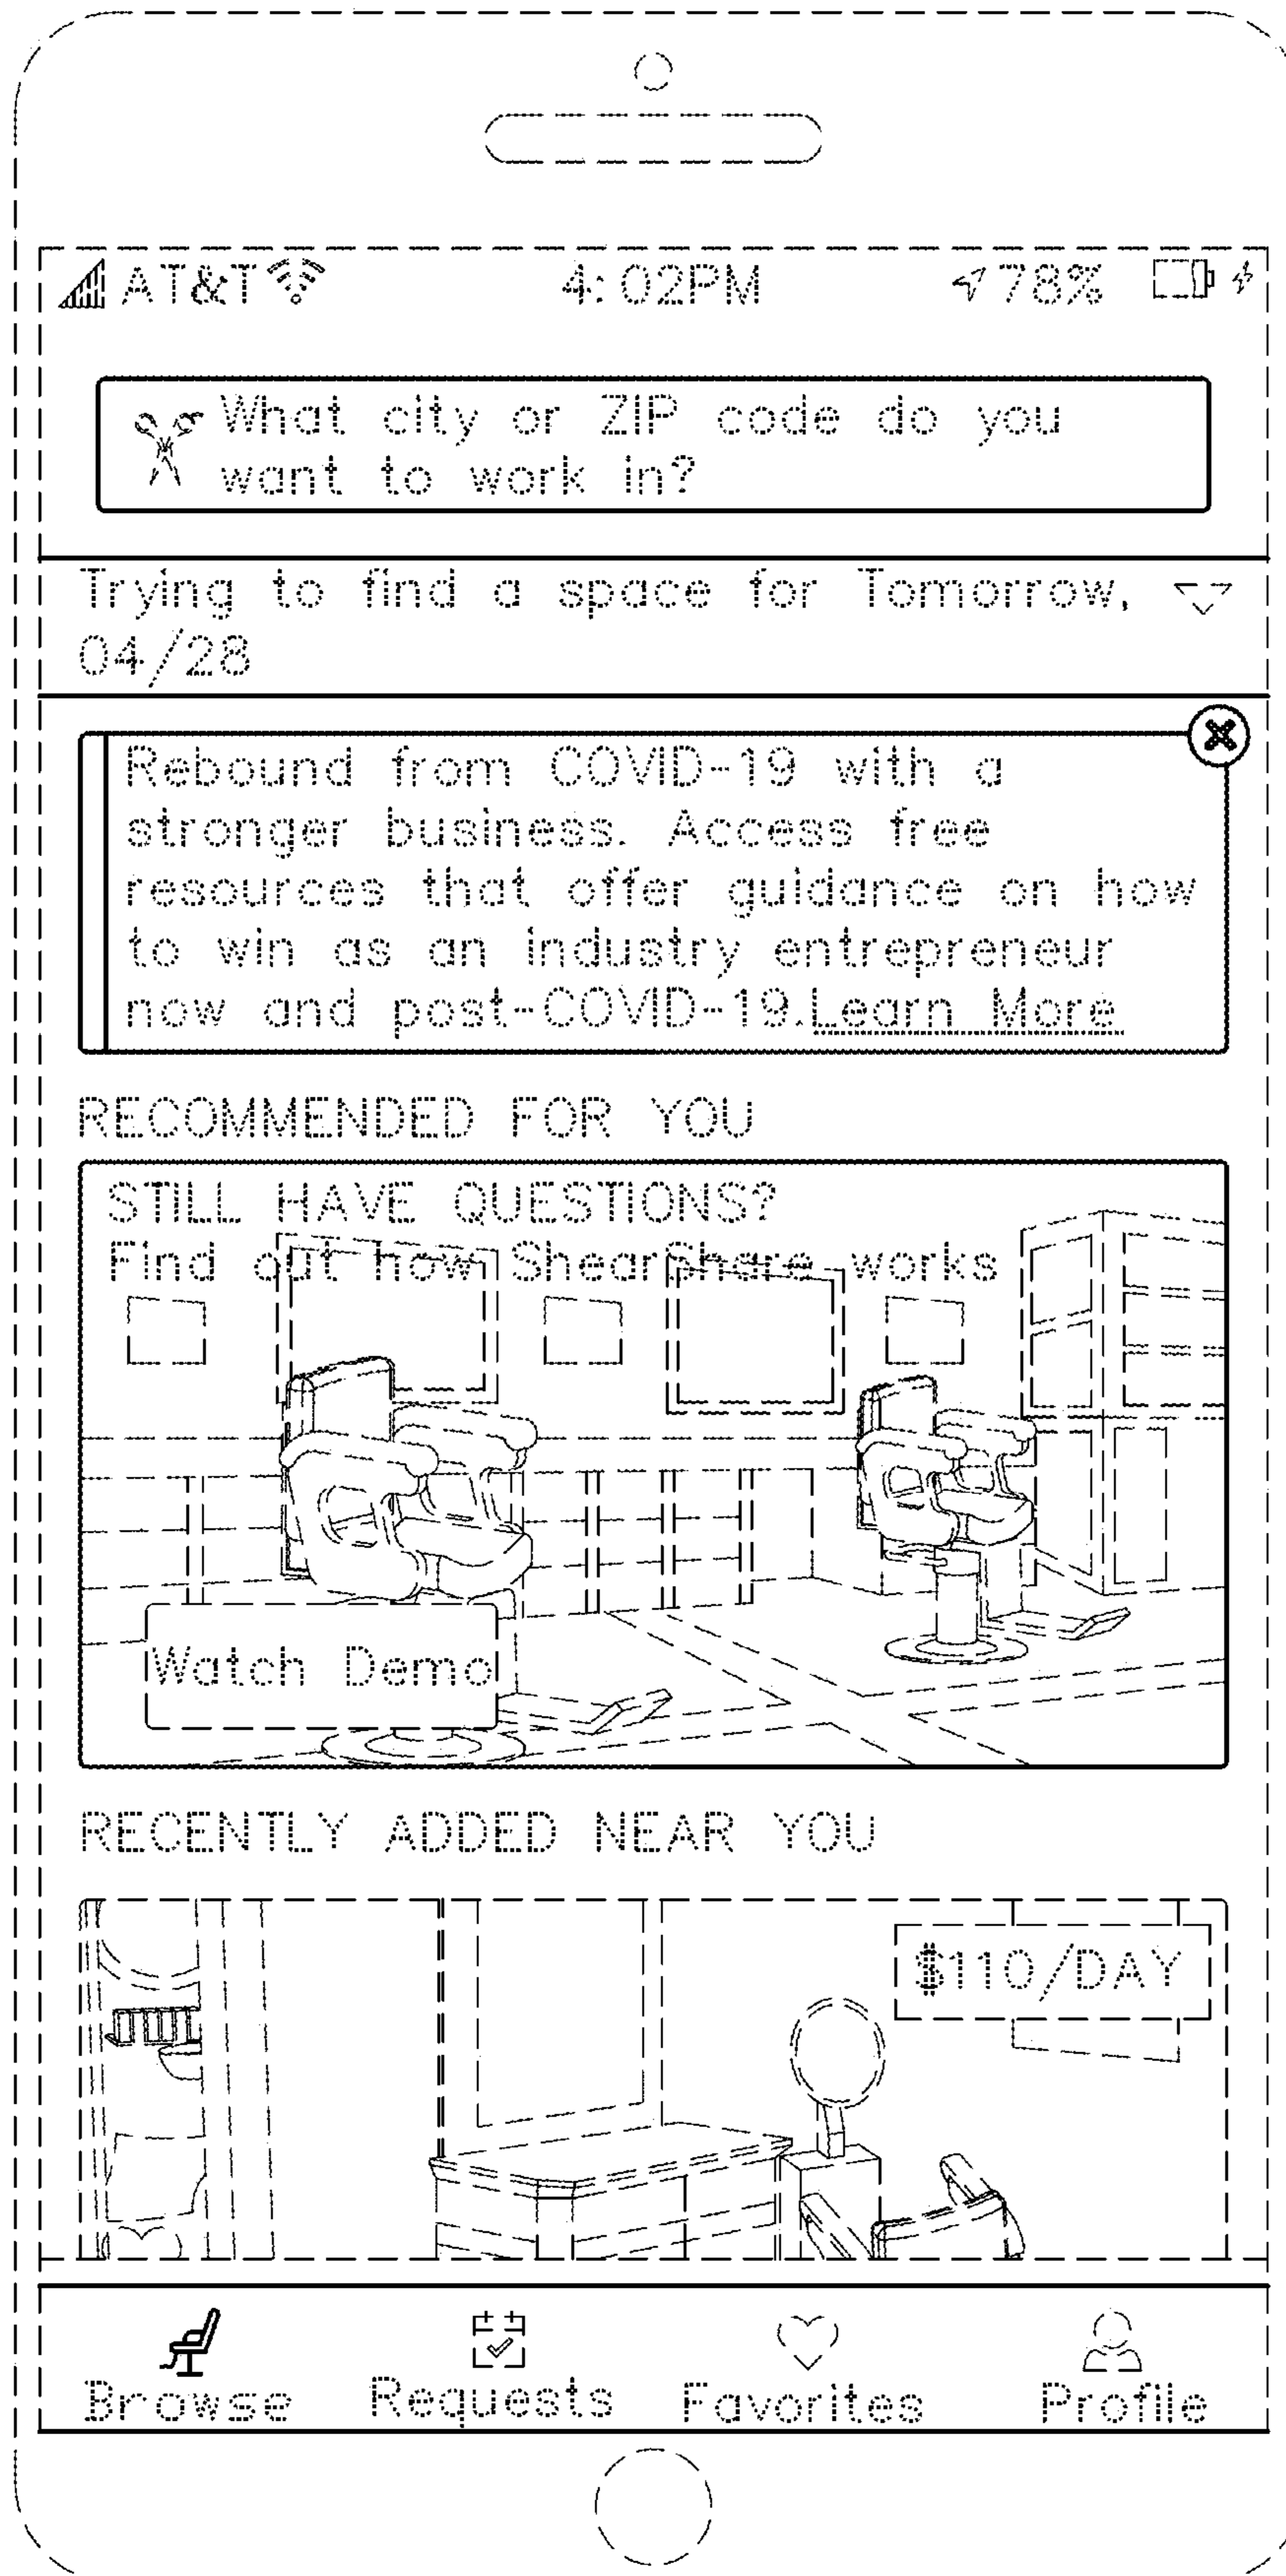 AT&T 4:02PM 78%
What city or ZIP code do you
want to work in?
Trying to find a space for Tomorrow,
04/28
Rebound from COVID-19 with a
stronger business. Access free
resources that offer guidance on how
to win as an industry entrepreneur
now and post-COVID-19.Learn More
RECOMMENDED FOR YOU
STILL HAVE QUESTIONS?
Find out how ShearShare works
Watch Demo
RECENTLY ADDED NEAR YOU
$110/DAY
Browse Requests Favorites Profile